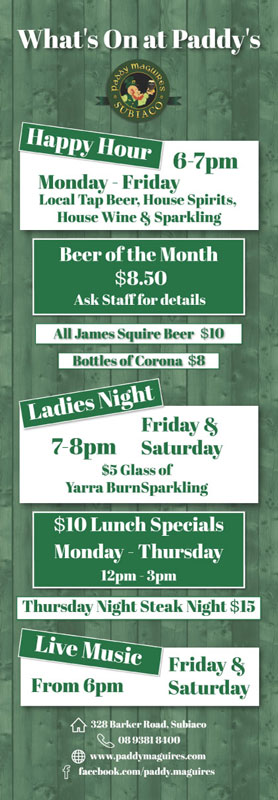 What's On at Paddy's
Paddy Maguires
SUBIACO
Happy Hour
6-7pm
Monday - Friday
Local Tap Beer, House Spirits,
House Wine & Sparkling
Beer of the Month
$8.50
Ask Staff for details
All James Squire Beer $10
Bottles of Corona $8
Ladies Night
Friday &
7-8pm Saturday
$5 Glass of
Yarra BurnSparkling
$10 Lunch Specials
Monday - Thursday
12pm - 3pm
Thursday Night Steak Night $15
Live Music
Friday &
From 6pm Saturday
328 Barker Road, Subiaco
08 9381 8400
www.paddymaguires.com
facebook.com/paddy.maguires